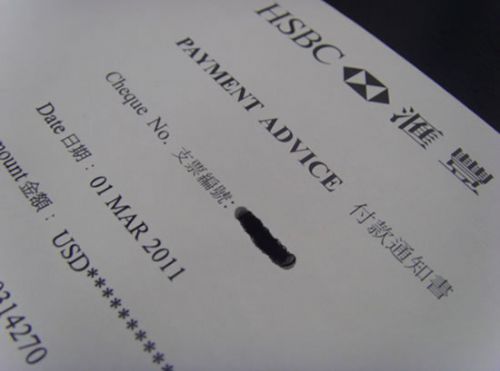 HSBC 滙豐
PAYMENT ADVICE 付款通知書
Cheque No. 支票編號:
Date 日期: 01 MAR 2011
mount 金額: USD**********
314270